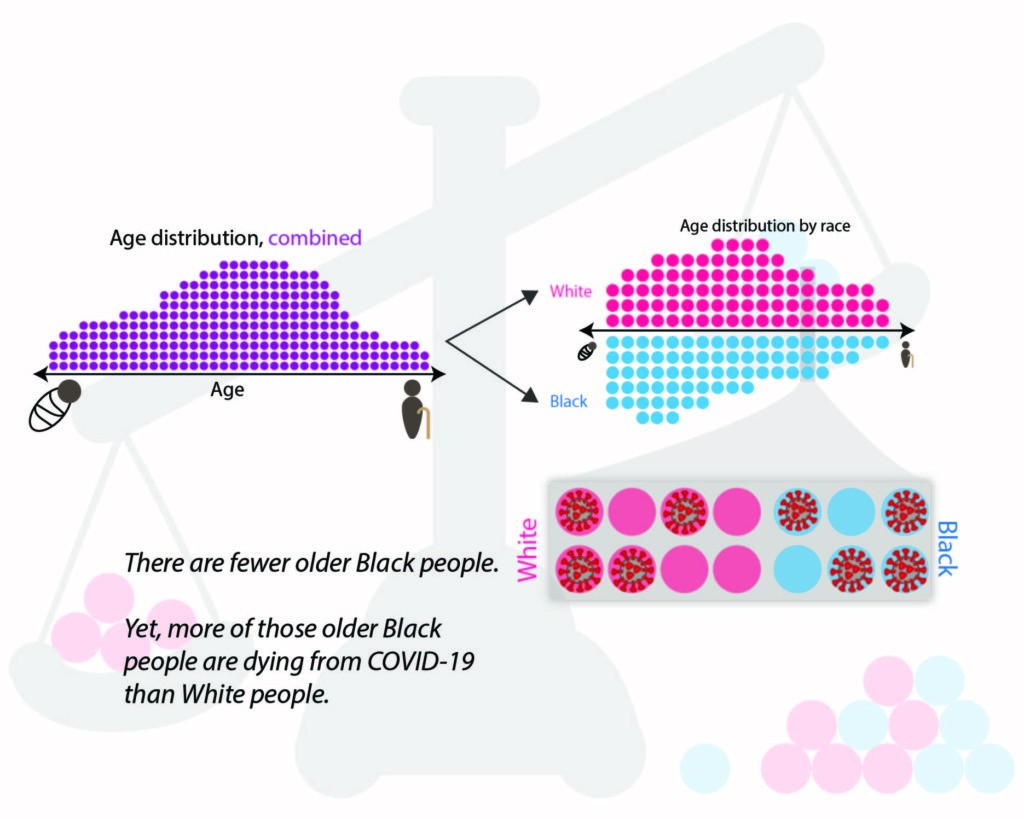 Age distribution, combined
Age
Age distribution by race
White
Black
White
Black
There are fewer older Black people.
Yet, more of those older Black
people are dying from COVID-19
than White people.